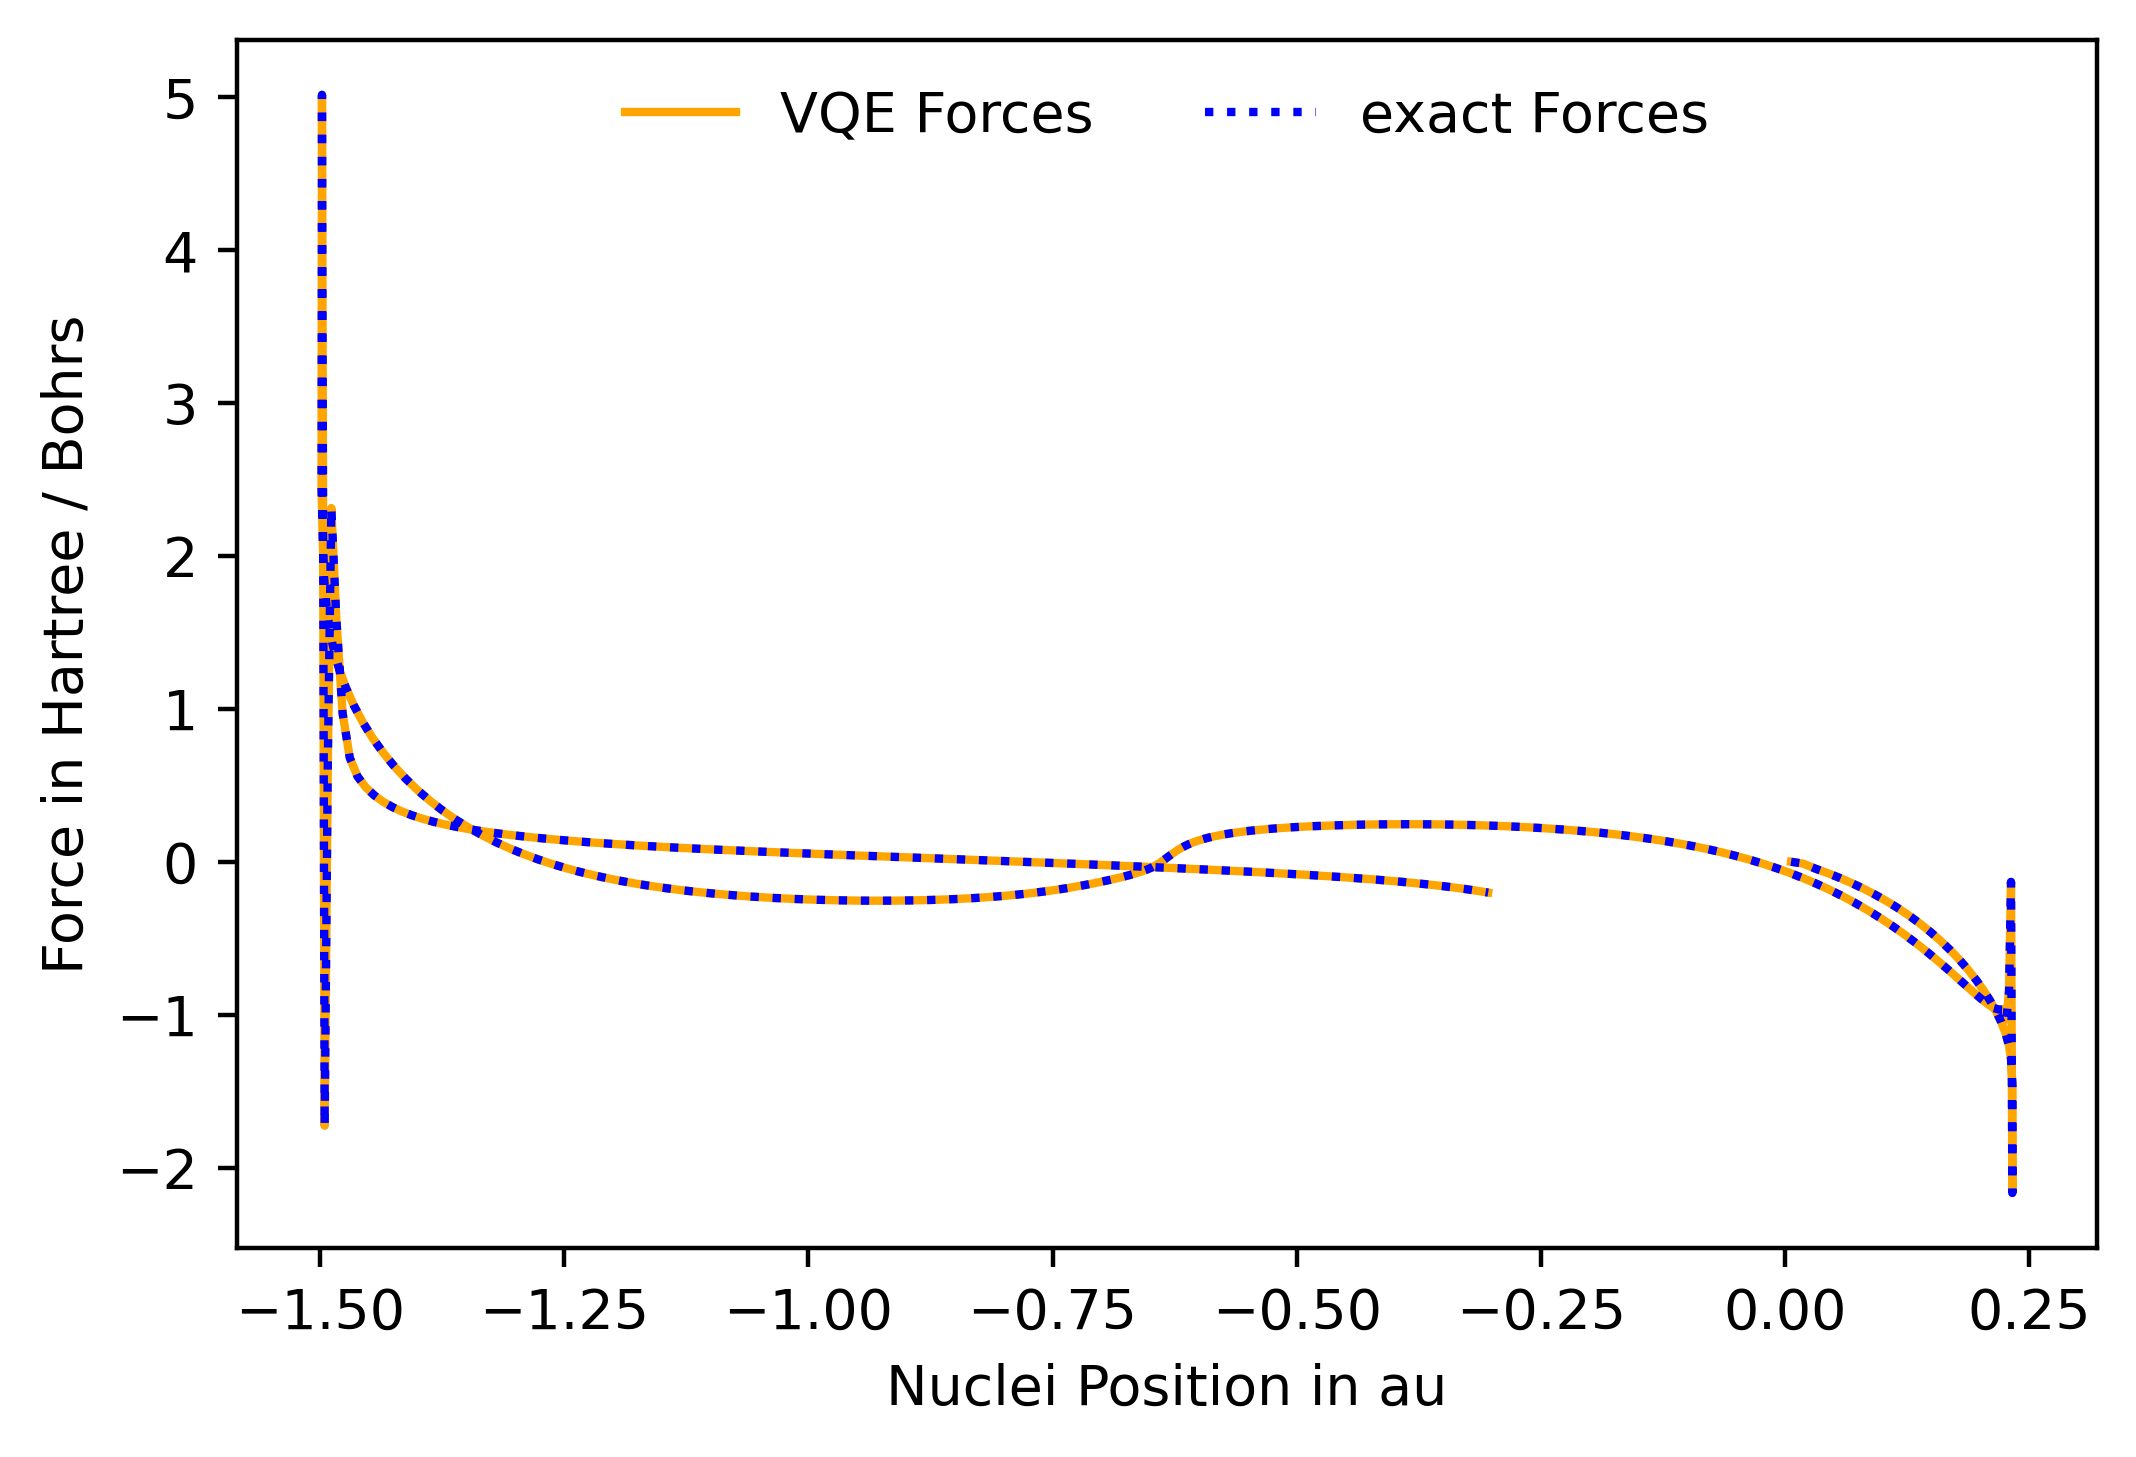 VQE Forces exact Forces
5
4
3
2
1
0
−1
−2
Force in Hartree / Bohrs
−1.50 −1.25 −1.00 −0.75 −0.50 −0.25 0.00 0.25
Nuclei Position in au